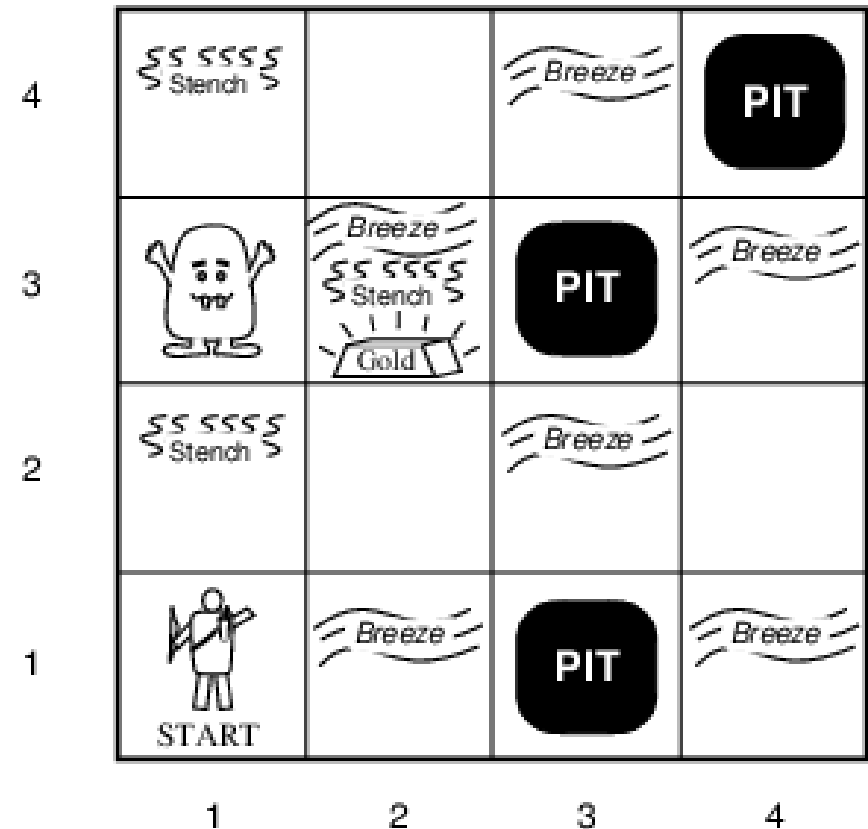 4
Stench
Breeze
PIT
3
Breeze
Stench
Gold
PIT
Breeze
2
Stench
Breeze
1
START
Breeze
PIT
Breeze
1 2 3 4